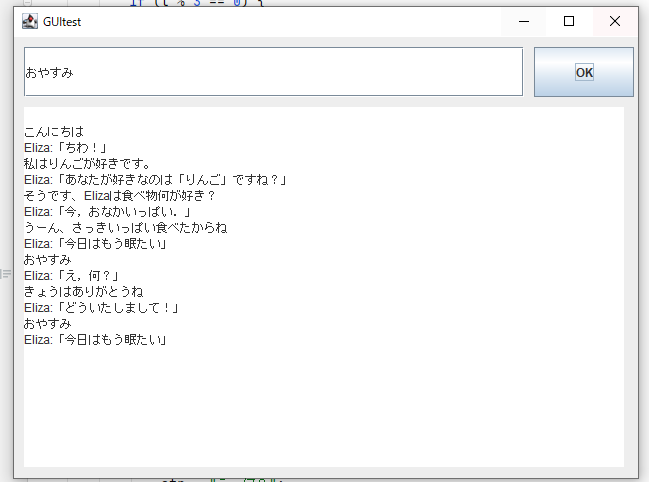 if (t % 3 == 0) {
GUItest
おやすみ
OK
こんにちは
Eliza:「ちわ！」
私はりんごが好きです。
Eliza:「あなたが好きなのは「りんご」ですね？」
そうです、Elizaは食べ物何が好き？
Eliza:「今，おなかいっぱい．」
うーん、さっきいっぱい食べたからね
Eliza:「今日はもう眠たい」
おやすみ
Eliza:「え，何？」
きょうはありがとうね
Eliza:「どういたしまして！」
おやすみ
Eliza:「今日はもう眠たい」